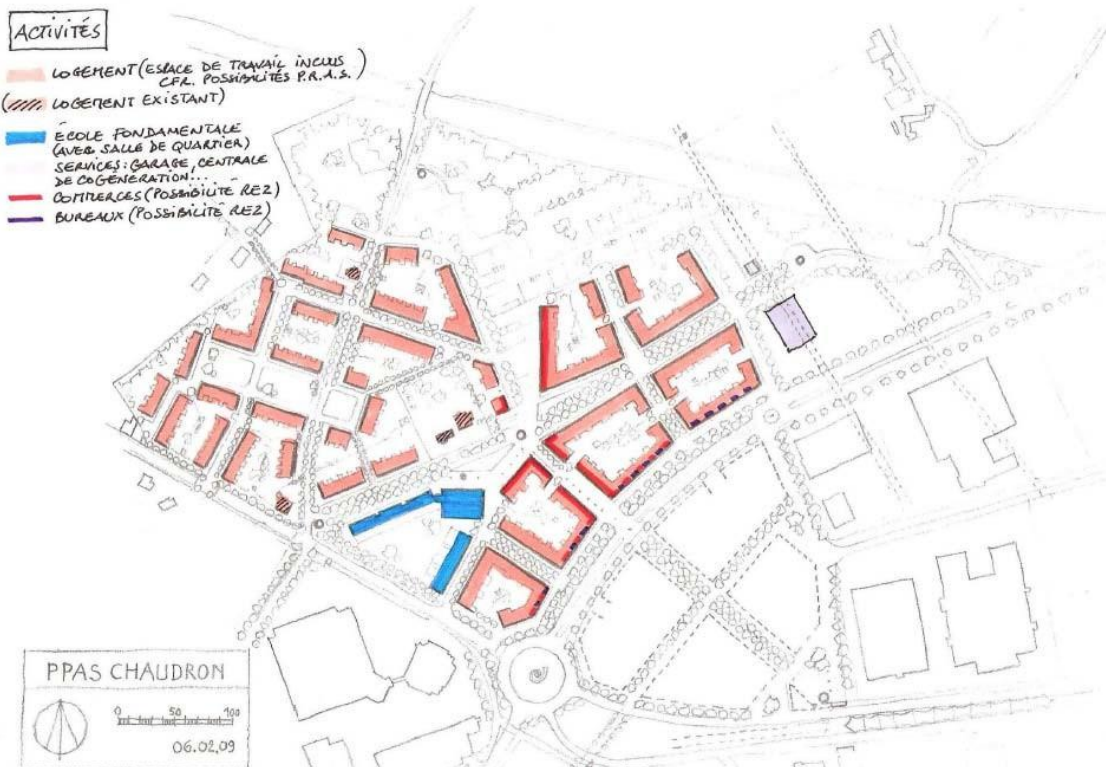 ACTIVITÉS
LOGEMENT (ESPACE DE TRAVAIL INCLUS
CFR. POSSIBILITÉS P.R.A.S.)
(LOGEMENT EXISTANT)
ÉCOLE FONDAMENTALE
(AVEC SALLE DE QUARTIER)
SERVICES: GARAGE, CENTRALE
DE COGÉNÉRATION...
COMMERCES (POSSIBILITÉ REZ)
BUREAUX (POSSIBILITÉ REZ)
PPAS CHAUDRON
0 50 100
06.02.09